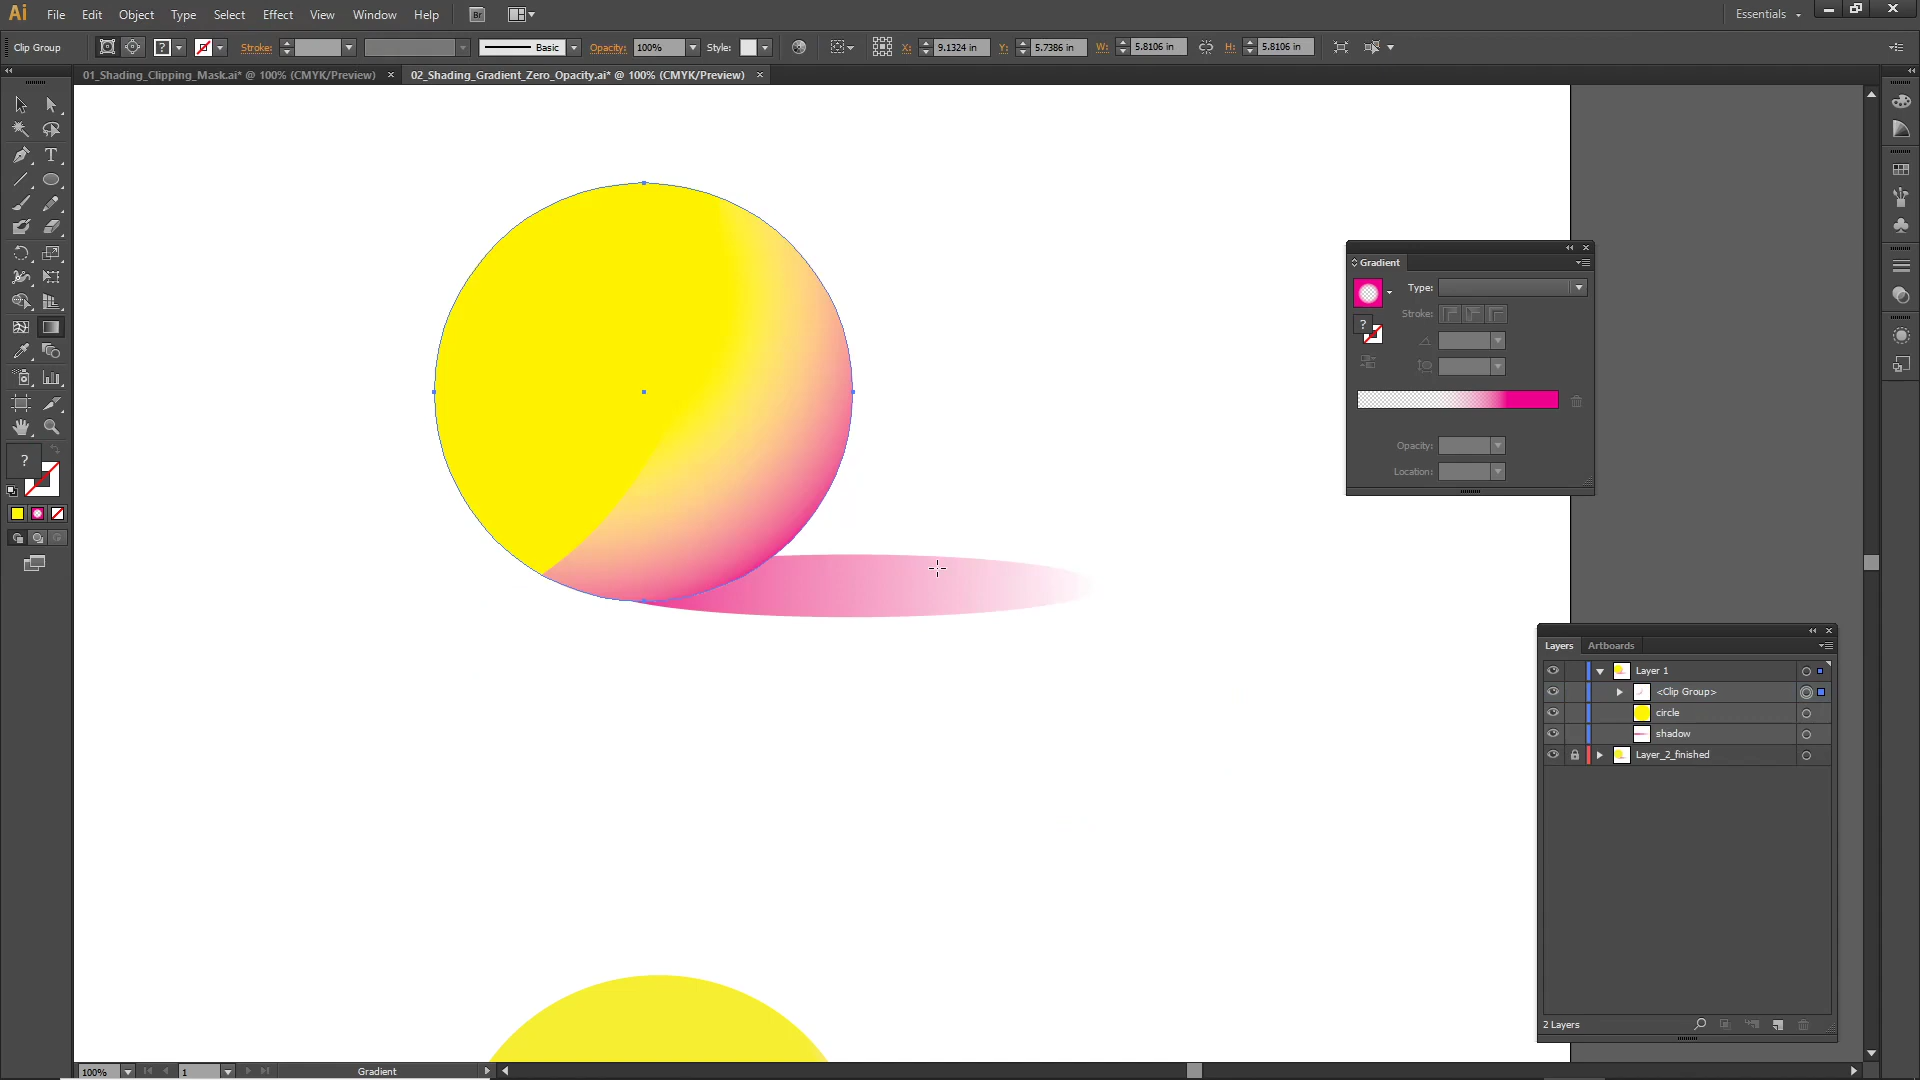 Ai File Edit Object Type Select Effect View Window Help Br Essentials
Clip Group ? Stroke: Basic Opacity: 100% Style: X: 9.1324 in Y: 5.7386 in W: 5.8106 in H: 5.8106 in
01_Shading_Clipping_Mask.ai* @ 100% (CMYK/Preview) × 02_Shading_Gradient_Zero_Opacity.ai* @ 100% (CMYK/Preview) ×
T
?
Gradient
Type:
Stroke:
?
Opacity:
Location:
Layers Artboards
Layer 1
<Clip Group>
circle
shadow
Layer_2_finished
2 Layers
100% 1 Gradient